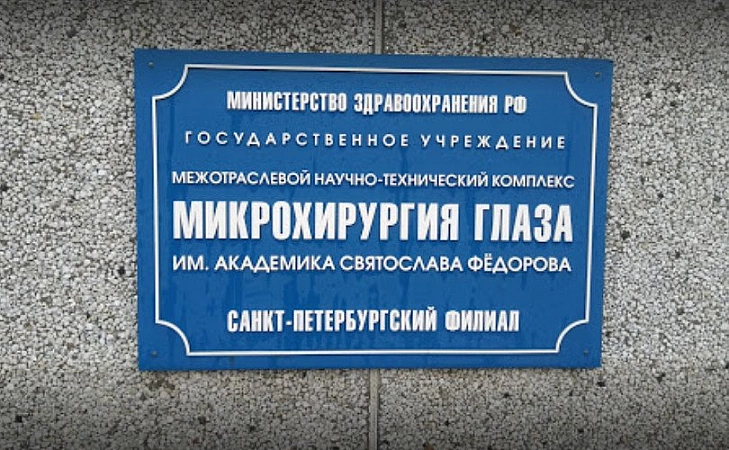 МИНИСТЕРСТВО ЗДРАВООХРАНЕНИЯ РФ
ГОСУДАРСТВЕННОЕ УЧРЕЖДЕНИЕ
МЕЖОТРАСЛЕВОЙ НАУЧНО-ТЕХНИЧЕСКИЙ КОМПЛЕКС
МИКРОХИРУРГИЯ ГЛАЗА
ИМ. АКАДЕМИКА СВЯТОСЛАВА ФЁДОРОВА
САНКТ-ПЕТЕРБУРГСКИЙ ФИЛИАЛ